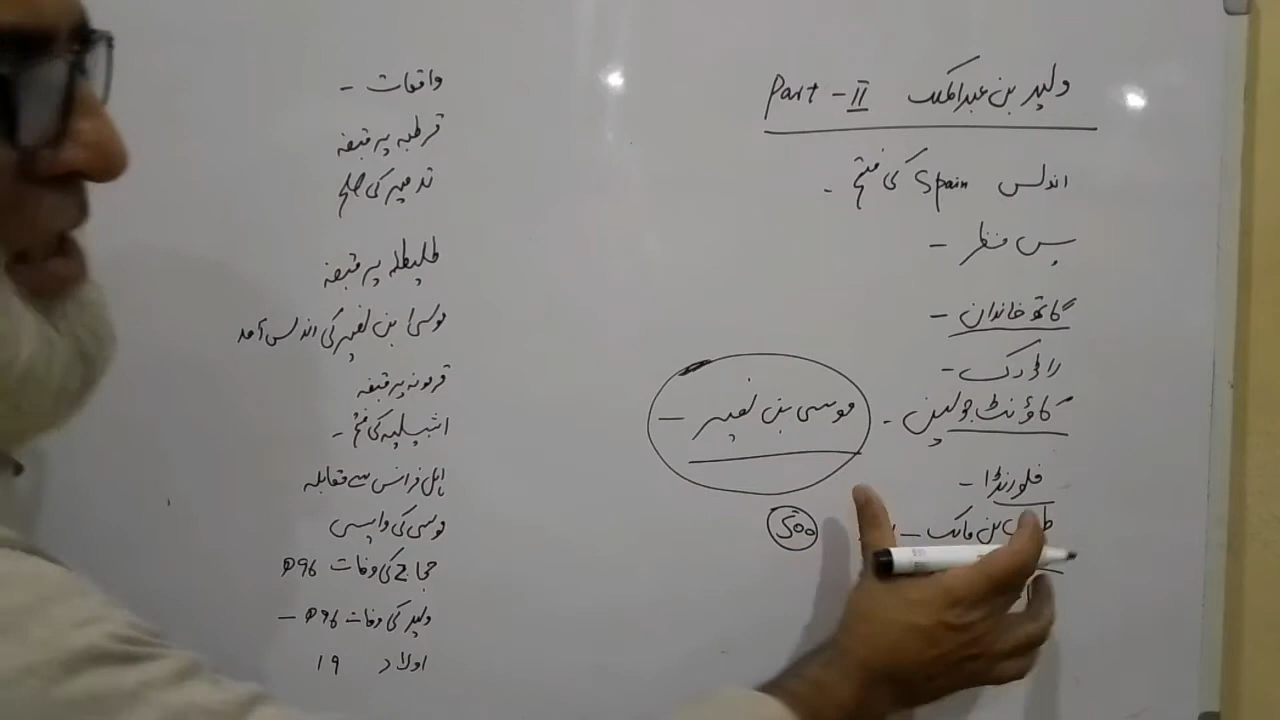 ولید بن عبدالملک Part - II
اندلس Spain کی فتح -
پس منظر -
گاتھ خاندان -
راڈرک -
کاؤنٹ جولین -
موسی بن نصیر -
فلورنڈا -
بن مالک -
500
واقعات -
قرطبہ پر قبضہ
تدمیر کی صلح
طلیطلہ پر قبضہ
موسی بن نصیر کی اندلس آمد
قرمونہ پر قبضہ
اشبیلیہ کی فتح -
اہل فرانس سے مقابلہ
موسی کی واپسی
حجاج کی وفات 96ھ
ولید کی وفات 96ھ -
اولاد 19